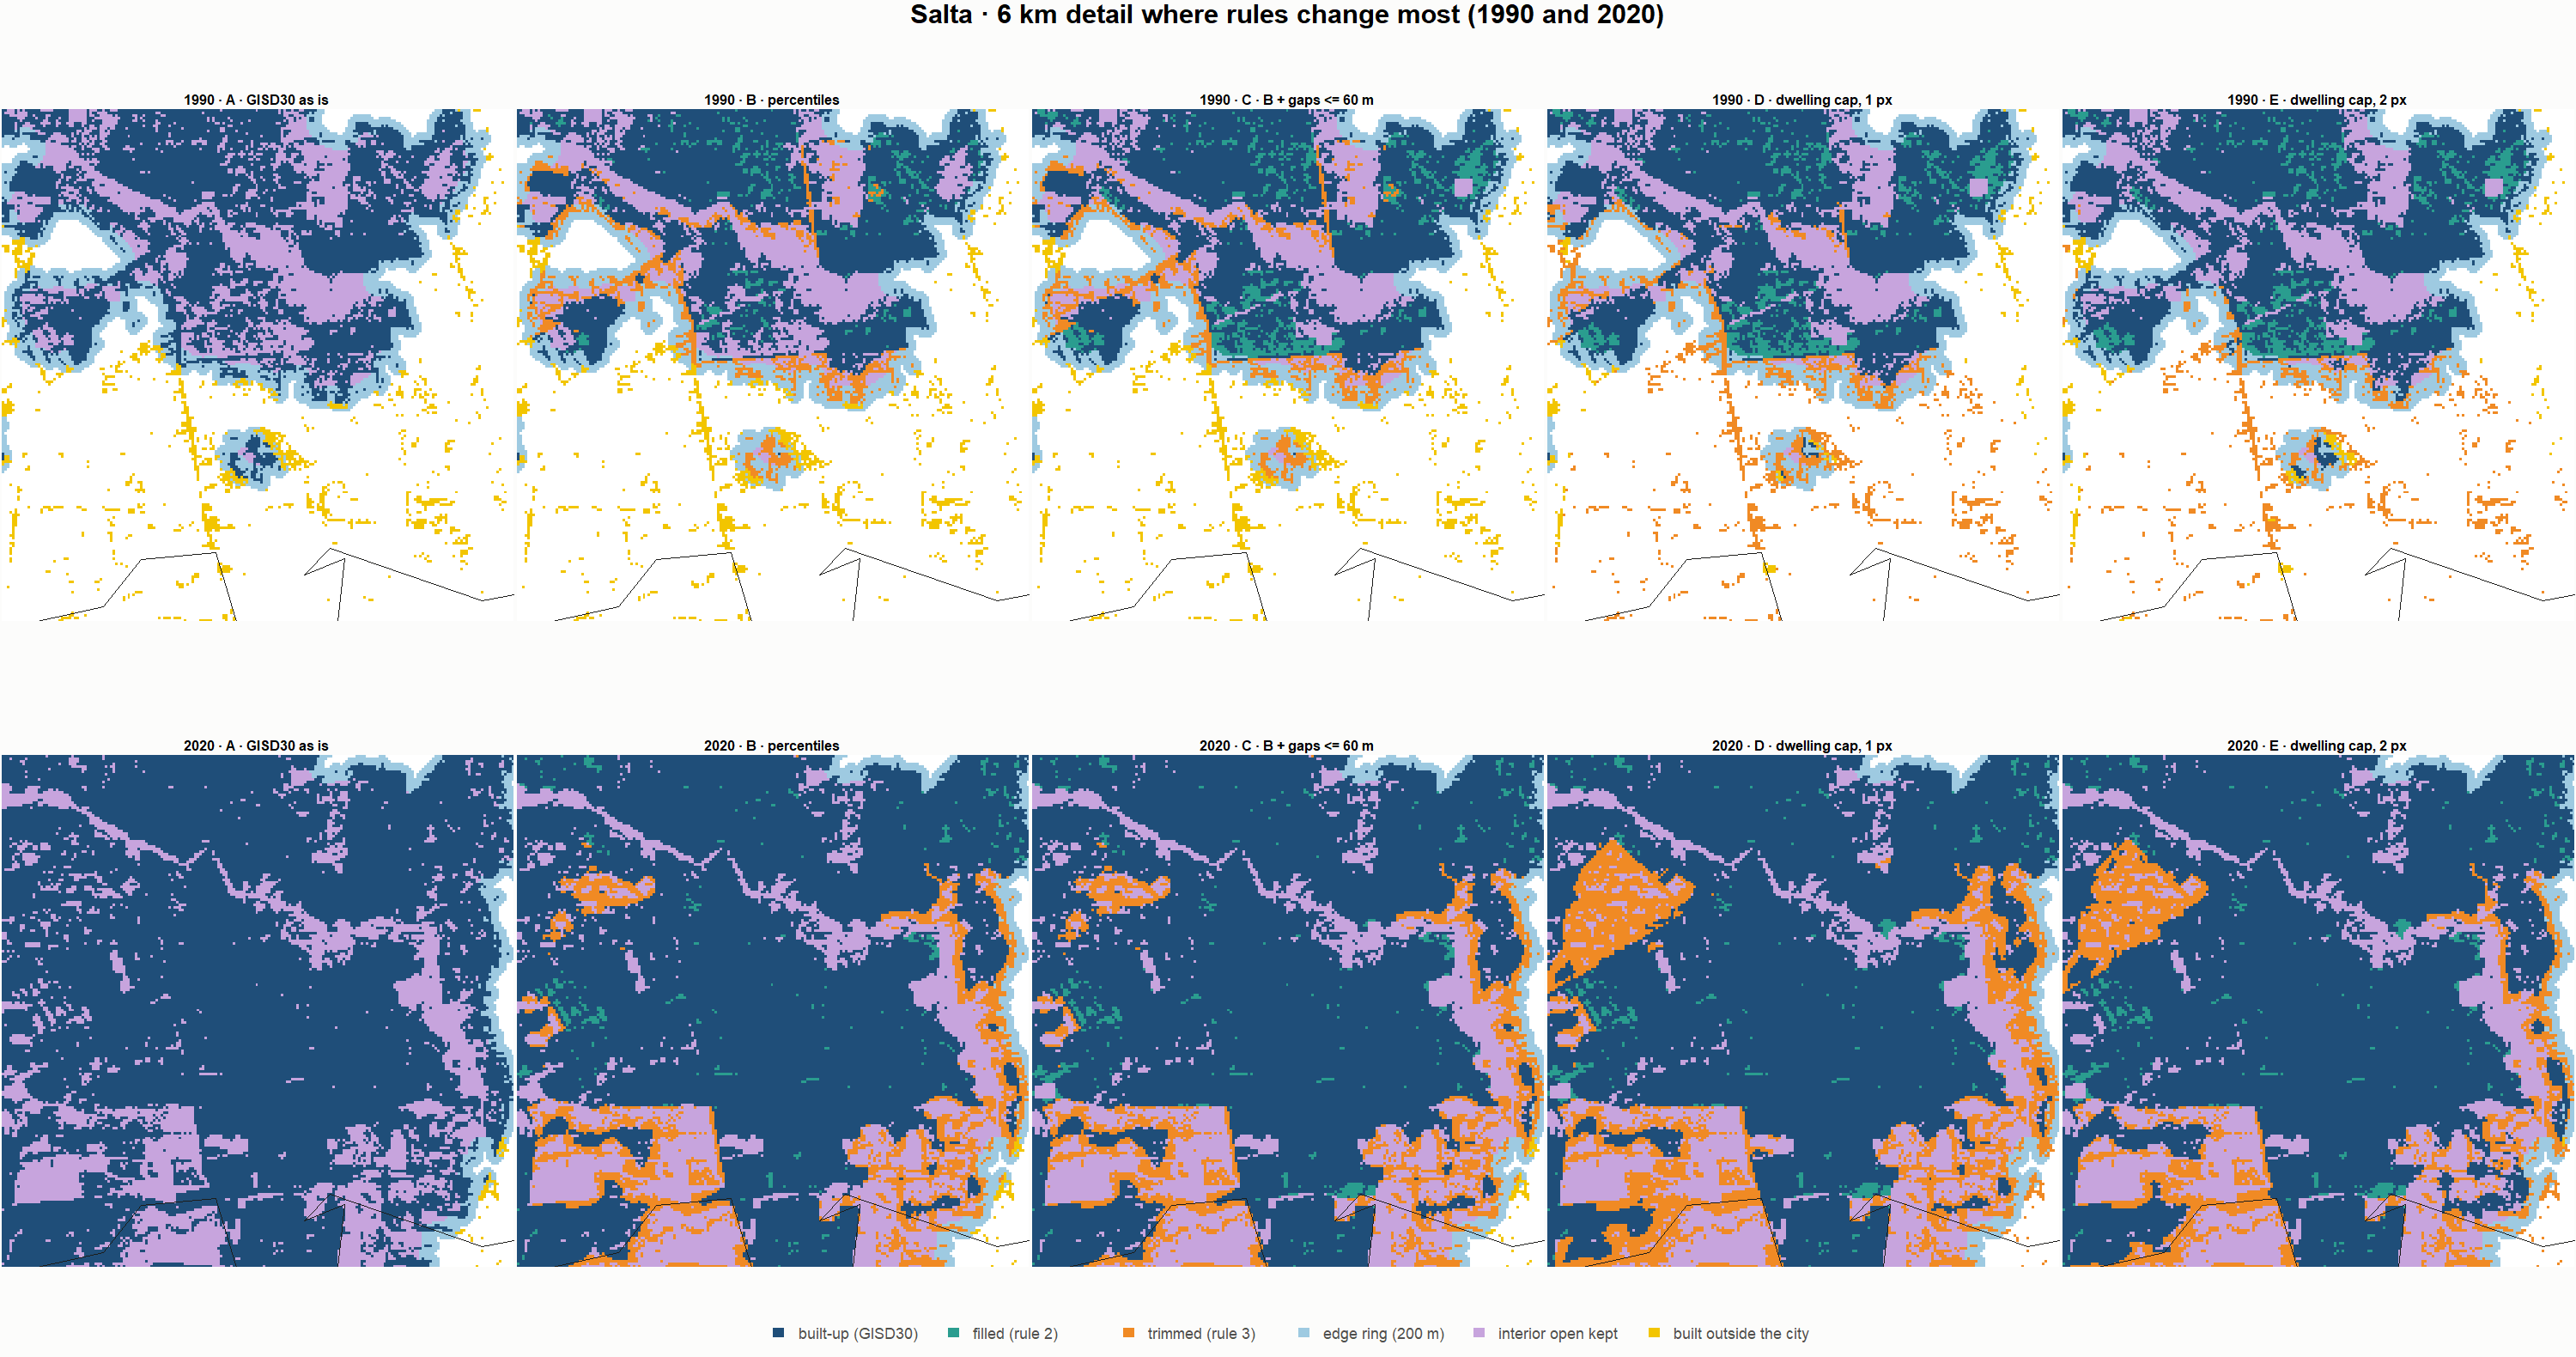 Salta · 6 km detail where rules change most (1990 and 2020)
1990 · A · GISD30 as is
1990 · B · percentiles
1990 · C · B + gaps <= 60 m
1990 · D · dwelling cap, 1 px
1990 · E · dwelling cap, 2 px
2020 · A · GISD30 as is
2020 · B · percentiles
2020 · C · B + gaps <= 60 m
2020 · D · dwelling cap, 1 px
2020 · E · dwelling cap, 2 px
built-up (GISD30)
filled (rule 2)
trimmed (rule 3)
edge ring (200 m)
interior open kept
built outside the city